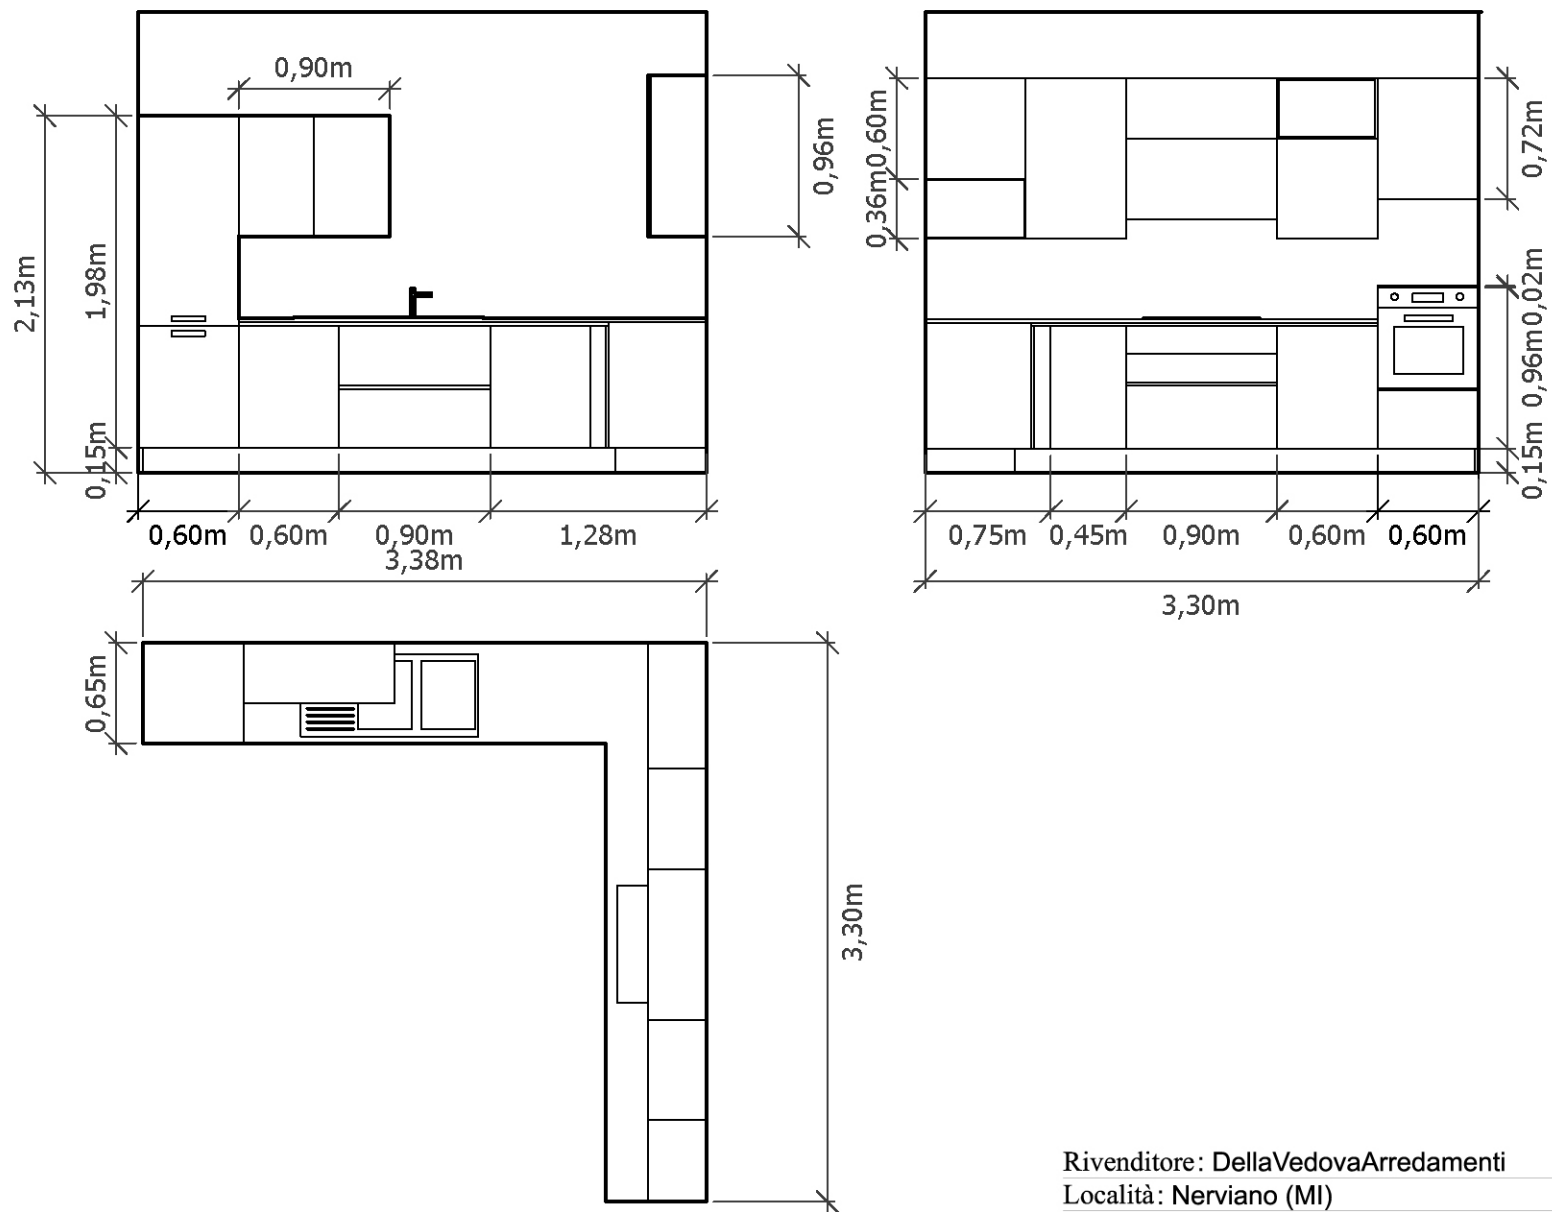 0,90m
0,96m
2,13m
1,98m
0,15m
0,60m
0,60m
0,90m
1,28m
3,38m
0,60m
0,36m
0,72m
0,02m
0,96m
0,15m
0,75m
0,45m
0,90m
0,60m
0,60m
3,30m
0,65m
3,30m
Rivenditore: DellaVedovaArredamenti
Località: Nerviano (MI)